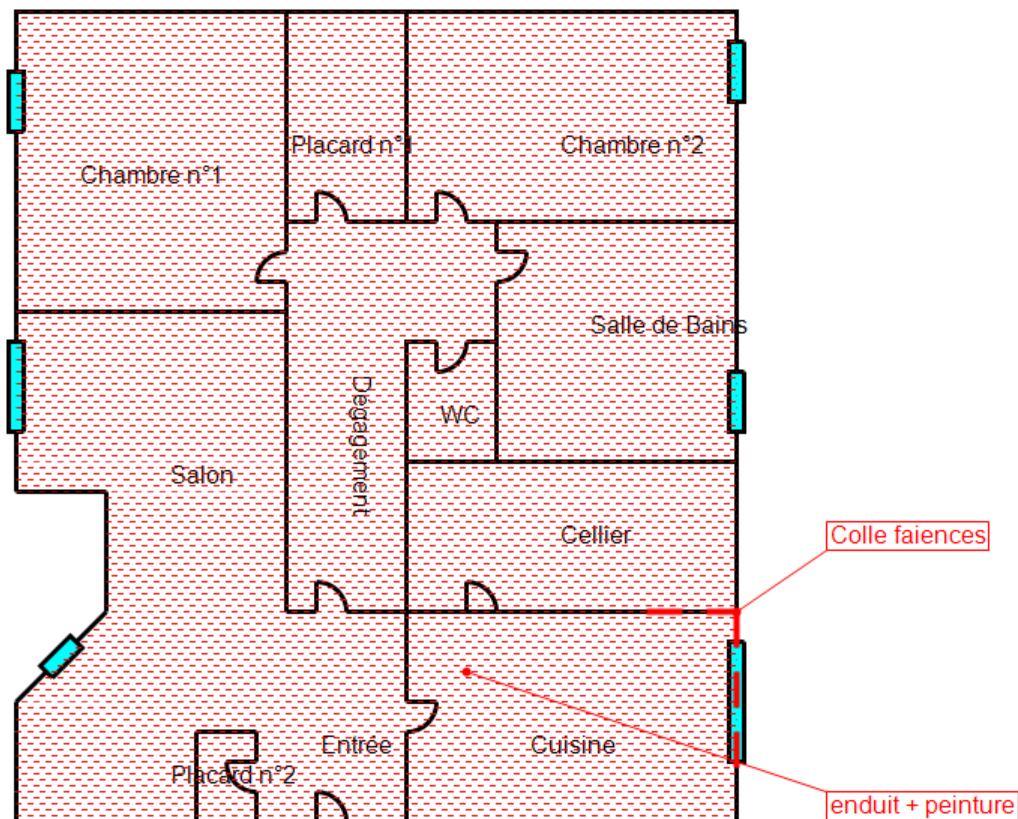 Placard n°1
Chambre n°2
Chambre n°1
Salle de Bains
Dégagement
WC
Salon
Cellier
Colle faiences
Entrée
Cuisine
Placard n°2
enduit + peinture